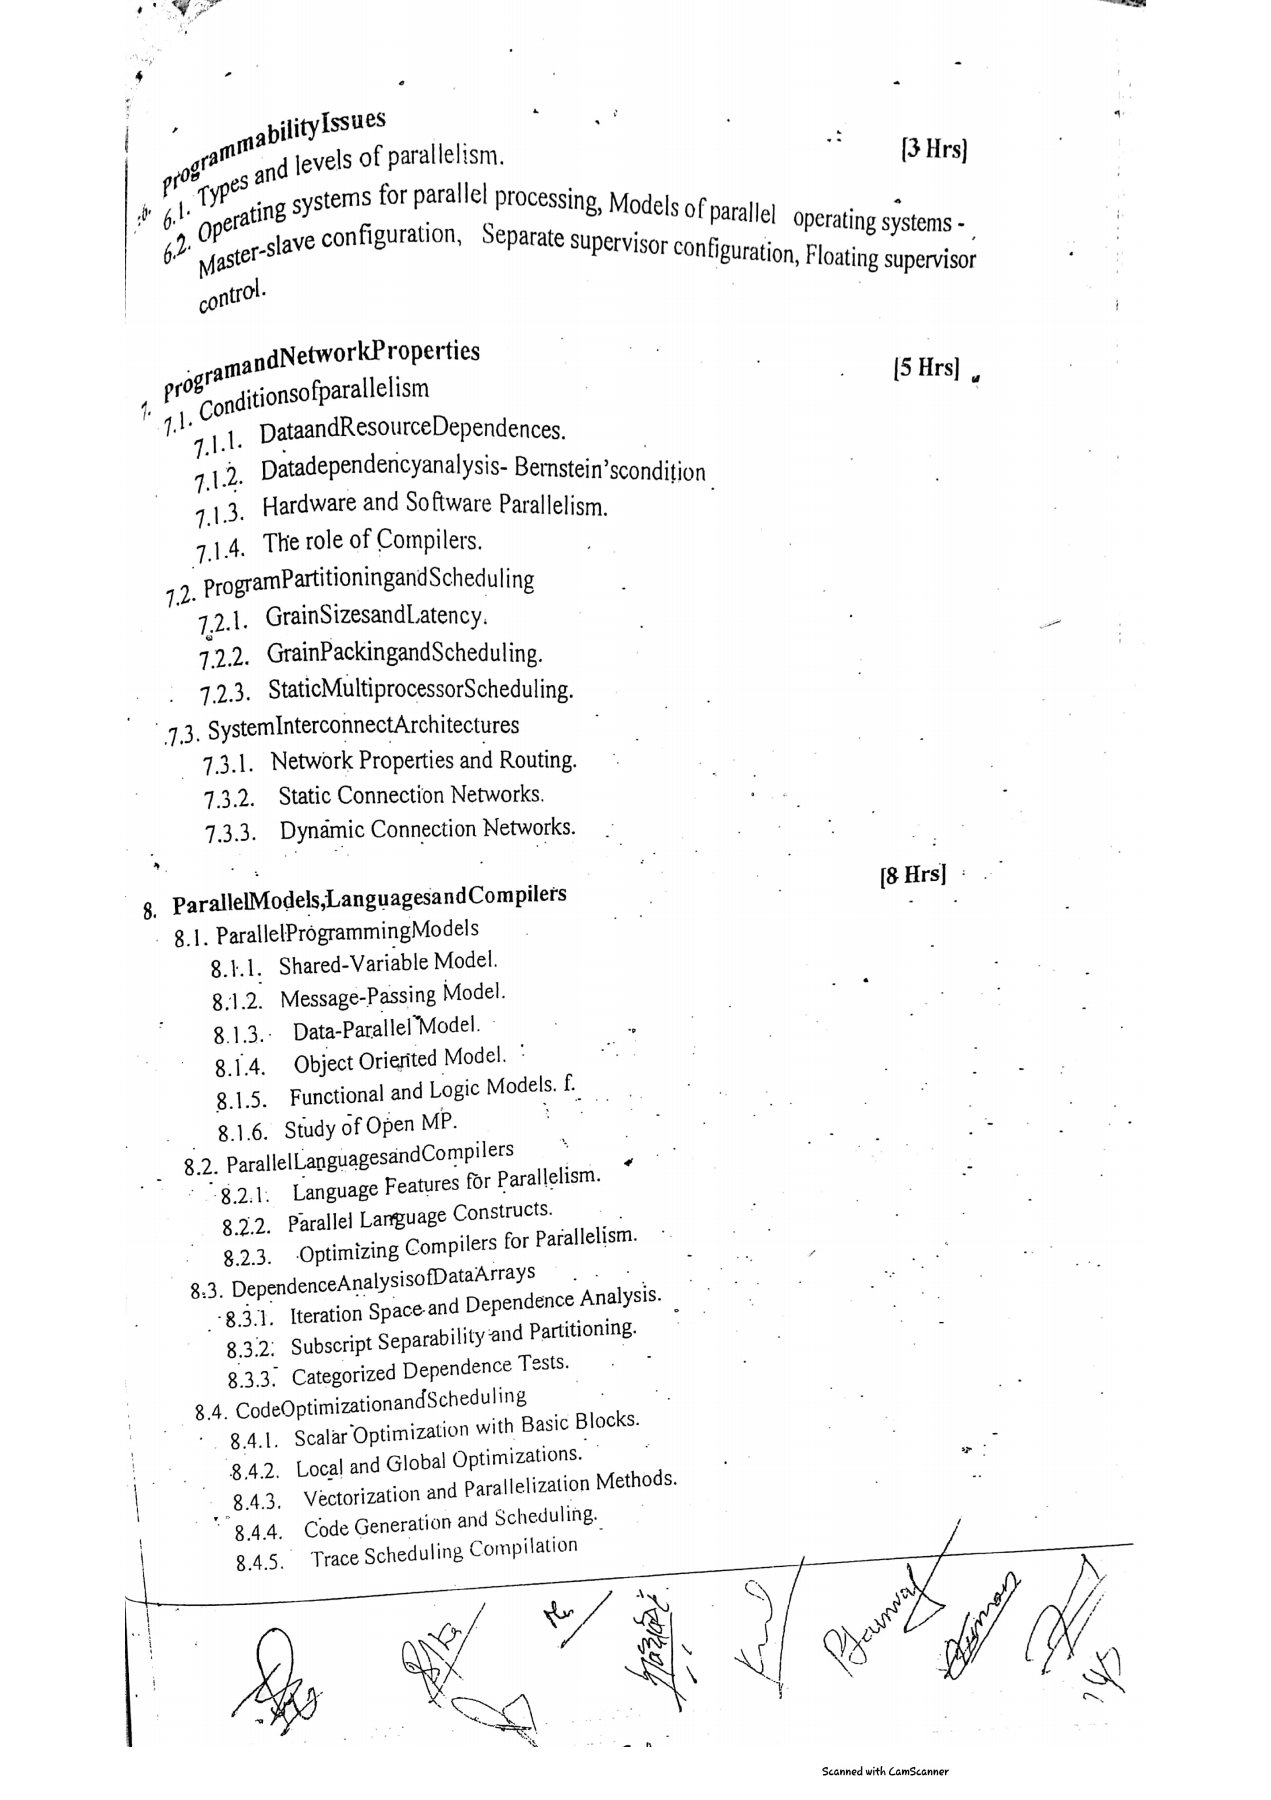 6. Programmability Issues [3 Hrs]
6.1. Types and levels of parallelism.
6.2. Operating systems for parallel processing, Models of parallel operating systems -
Master-slave configuration, Separate supervisor configuration, Floating supervisor
control.
7. ProgramandNetworkProperties [5 Hrs]
7.1. Conditionsofparallelism
7.1.1. DataandResourceDependences.
7.1.2. Datadependencyanalysis- Bernstein'scondition
7.1.3. Hardware and Software Parallelism.
7.1.4. The role of Compilers.
7.2. ProgramPartitioningandScheduling
7.2.1. GrainSizesandLatency.
7.2.2. GrainPackingandScheduling.
7.2.3. StaticMultiprocessorScheduling.
7.3. SystemInterconnectArchitectures
7.3.1. Network Properties and Routing.
7.3.2. Static Connection Networks.
7.3.3. Dynamic Connection Networks.
8. ParallelModels,LanguagesandCompilers [8 Hrs]
8.1. ParallelProgrammingModels
8.1.1. Shared-Variable Model.
8.1.2. Message-Passing Model.
8.1.3. Data-Parallel Model.
8.1.4. Object Oriented Model.
8.1.5. Functional and Logic Models. f.
8.1.6. Study of Open MP.
8.2. ParallelLanguagesandCompilers
8.2.1. Language Features for Parallelism.
8.2.2. Parallel Language Constructs.
8.2.3. Optimizing Compilers for Parallelism.
8.3. DependenceAnalysisofDataArrays
8.3.1. Iteration Space and Dependence Analysis.
8.3.2. Subscript Separability and Partitioning.
8.3.3. Categorized Dependence Tests.
8.4. CodeOptimizationandScheduling
8.4.1. Scalar Optimization with Basic Blocks.
8.4.2. Local and Global Optimizations.
8.4.3. Vectorization and Parallelization Methods.
8.4.4. Code Generation and Scheduling.
8.4.5. Trace Scheduling Compilation
Scanned with CamScanner